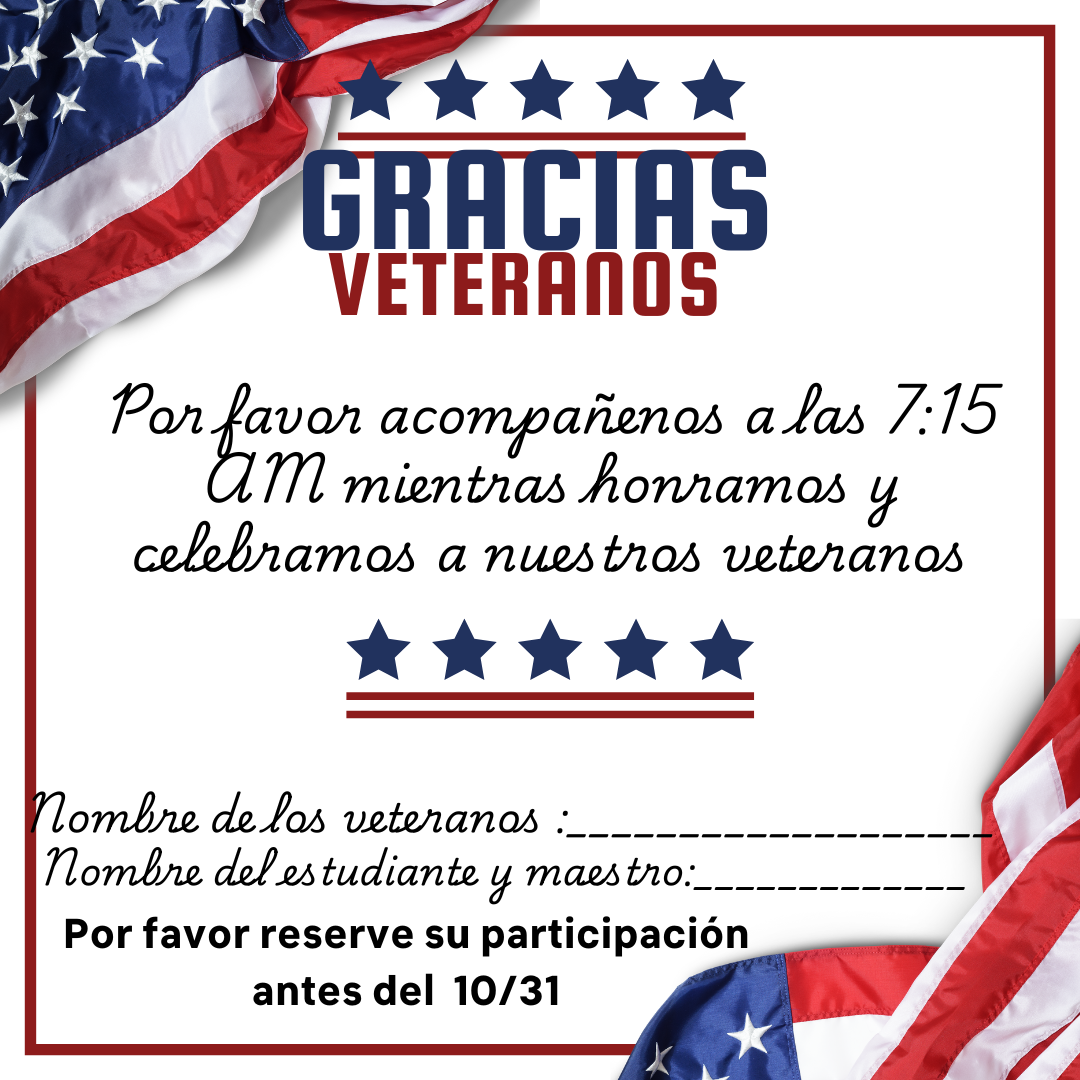 GRACIAS
VETERANOS
Por favor acompañenos a las 7:15
AM mientras honramos y
celebramos a nuestros veteranos
Nombre de los veteranos :___________________
Nombre del estudiante y maestro:_____________
Por favor reserve su participación
antes del 10/31